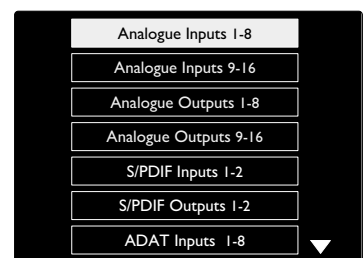 Analogue Inputs 1-8
Analogue Inputs 9-16
Analogue Outputs 1-8
Analogue Outputs 9-16
S/PDIF Inputs 1-2
S/PDIF Outputs 1-2
ADAT Inputs 1-8